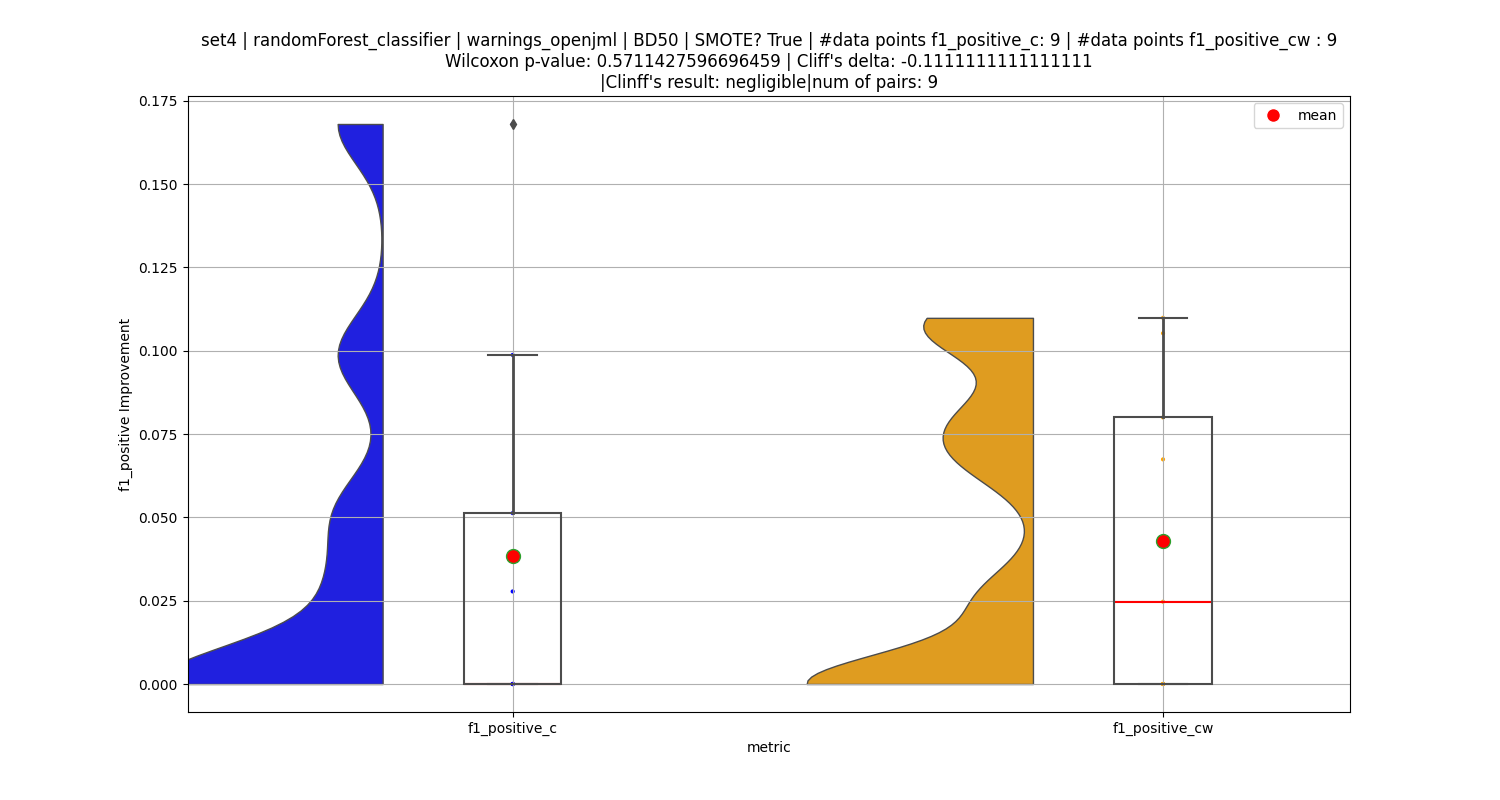 set4 | randomForest_classifier | warnings_openjml | BD50 | SMOTE? True | #data points f1_positive_c: 9 | #data points f1_positive_cw : 9
Wilcoxon p-value: 0.5711427596696459 | Cliff's delta: -0.1111111111111111
|Clinff's result: negligible|num of pairs: 9
mean
0.175
0.150
0.125
0.100
0.075
0.050
0.025
0.000
f1_positive Improvement
f1_positive_c
f1_positive_cw
metric